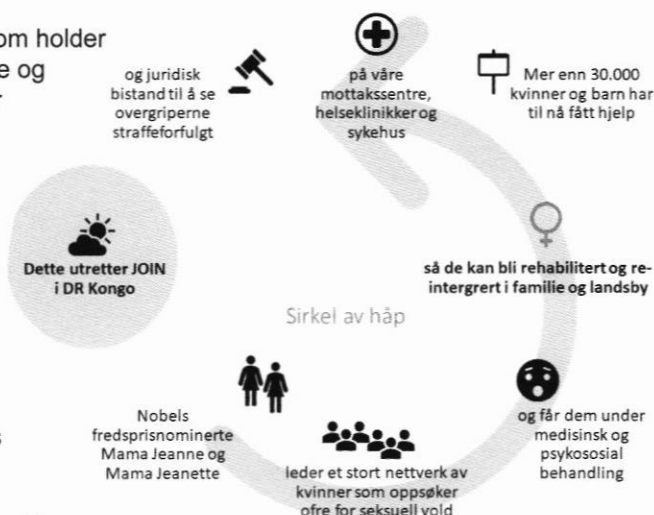 om holder
e og
og juridisk
bistand til å se
overgriperne
straffeforfulgt
på våre
mottakssentre,
helseklinikker og
sykehus
Mer enn 30.000
kvinner og barn har
til nå fått hjelp
Dette utretter JOIN
i DR Kongo
så de kan bli rehabilitert og re-
intergrert i familie og landsby
Sirkel av håp
Nobels
fredsprisnominerte
Mama Jeanne og
Mama Jeanette
leder et stort nettverk av
kvinner som oppsøker
ofre for seksuell vold
og får dem under
medisinsk og
psykososial
behandling
s